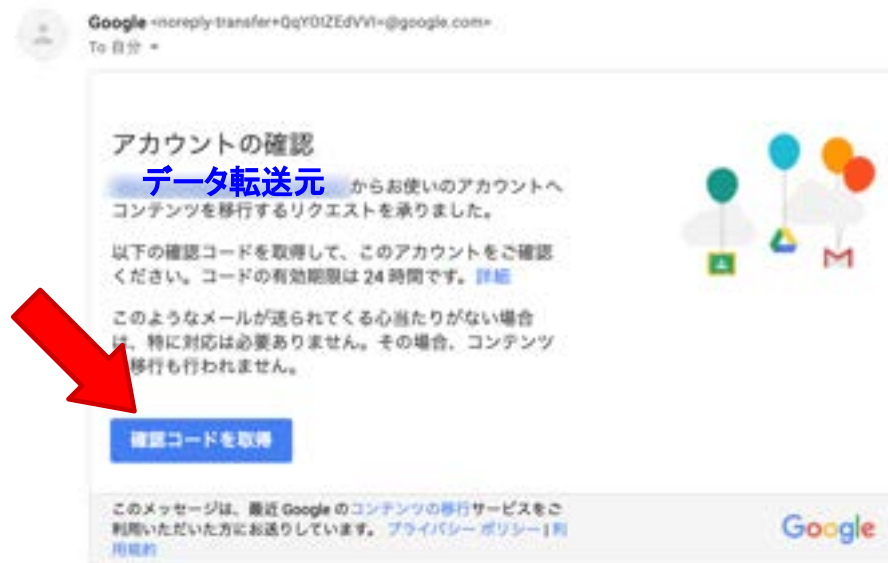 Google <noreply-transfer+QqYOIZEdVVI=@google.com>
To 自分
アカウントの確認
データ転送元 からお使いのアカウントへ
コンテンツを移行するリクエストを承りました。
以下の確認コードを取得して、このアカウントをご確認
ください。コードの有効期限は 24 時間です。詳細
このようなメールが送られてくる心当たりがない場合
は、特に対応は必要ありません。その場合、コンテンツ
移行も行われません。
確認コードを取得
このメッセージは、最近 Google のコンテンツの移行サービスをご
利用いただいた方にお送りしています。 プライバシー ポリシー | 利
用規約
Google